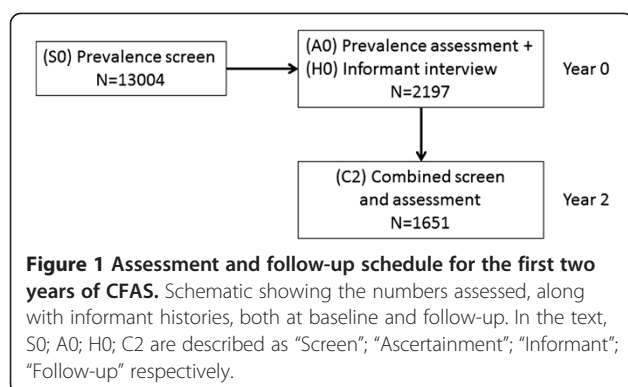 (S0) Prevalence screen
N=13004
(A0) Prevalence assessment +
(H0) Informant interview
N=2197
Year 0
(C2) Combined screen
and assessment
N=1651
Year 2
Figure 1 Assessment and follow-up schedule for the first two
years of CFAS. Schematic showing the numbers assessed, along
with informant histories, both at baseline and follow-up. In the text,
S0; A0; H0; C2 are described as “Screen”; “Ascertainment”; “Informant”;
“Follow-up” respectively.